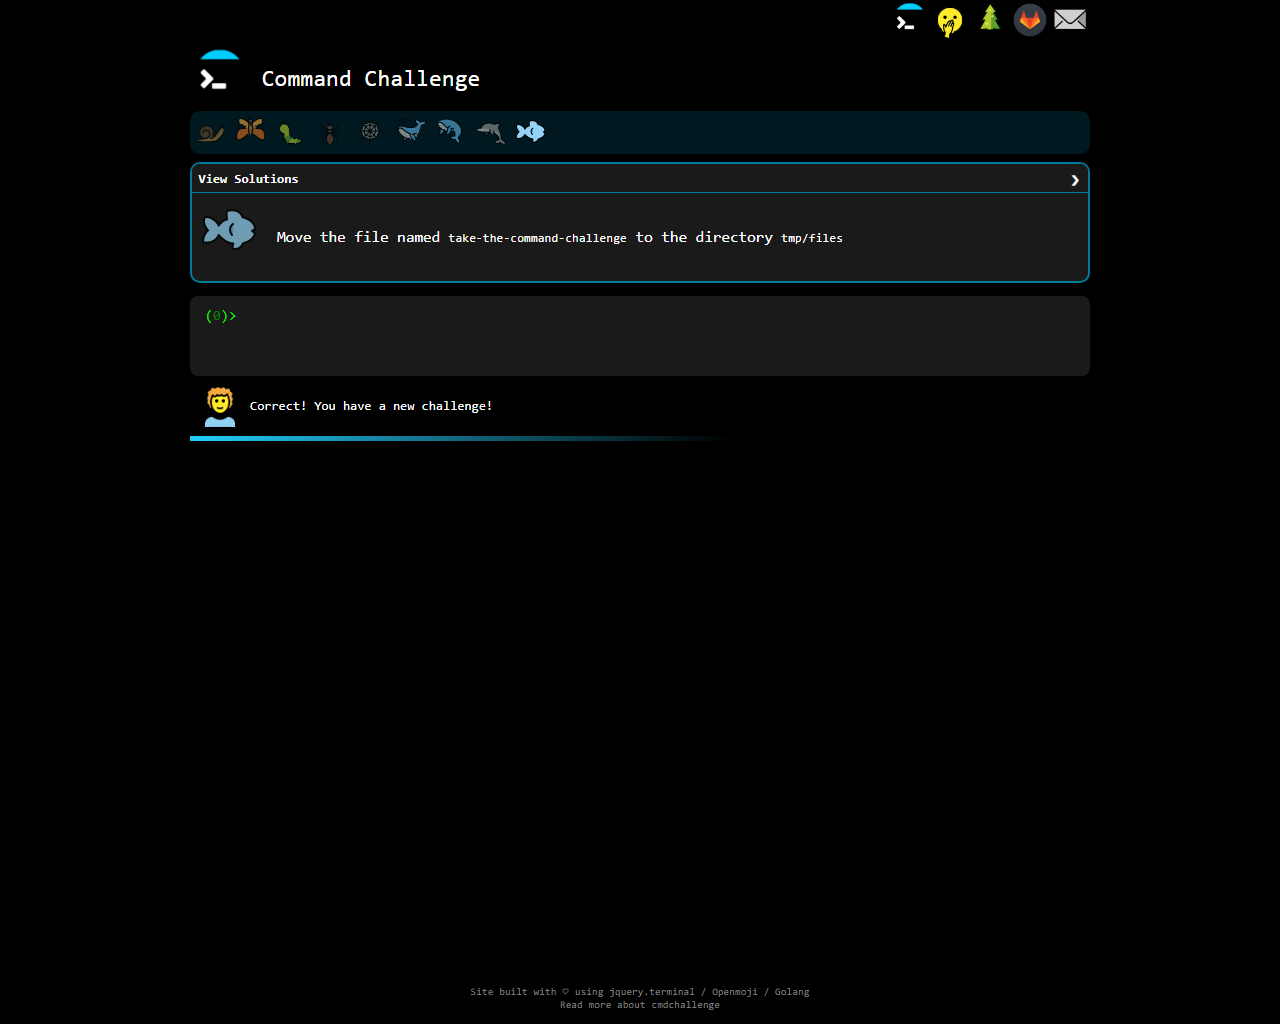 Command Challenge
View Solutions
Move the file named take-the-command-challenge to the directory tmp/files
(0)>
Correct! You have a new challenge!
Site built with ♡ using jquery.terminal / Openmoji / Golang
Read more about cmdchallenge